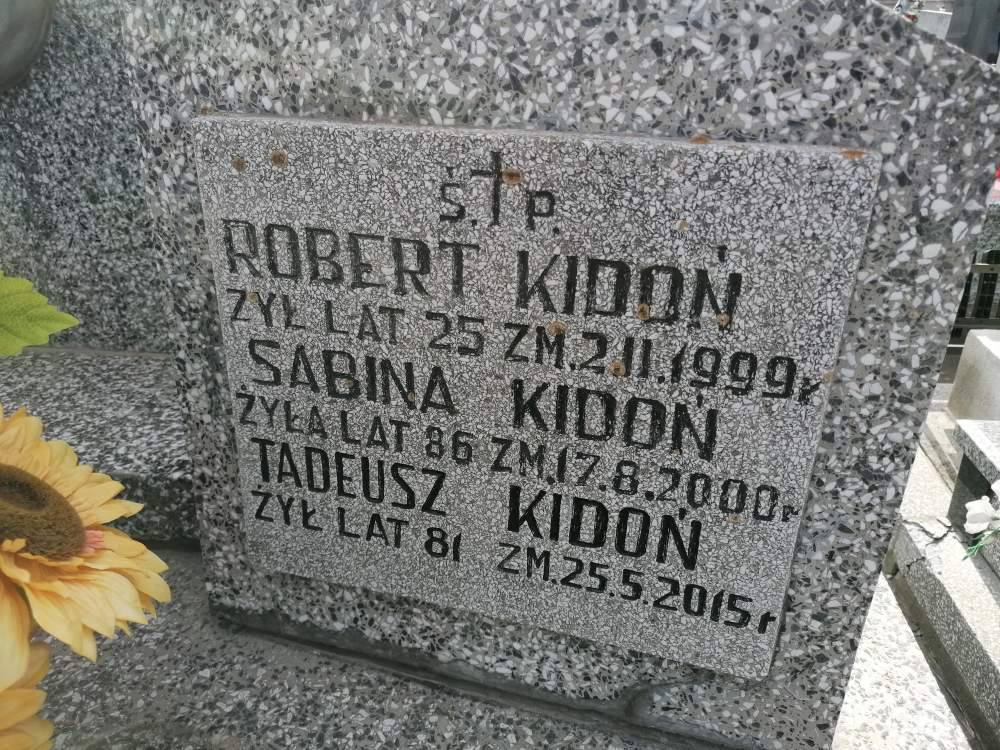 Ś. † P.
ROBERT KIDOŃ
ŻYŁ LAT 25 ZM. 2.11.1999r
SABINA KIDOŃ
ŻYŁA LAT 86 ZM. 17.8.2000r
TADEUSZ KIDOŃ
ŻYŁ LAT 81 ZM. 25.5.2015r